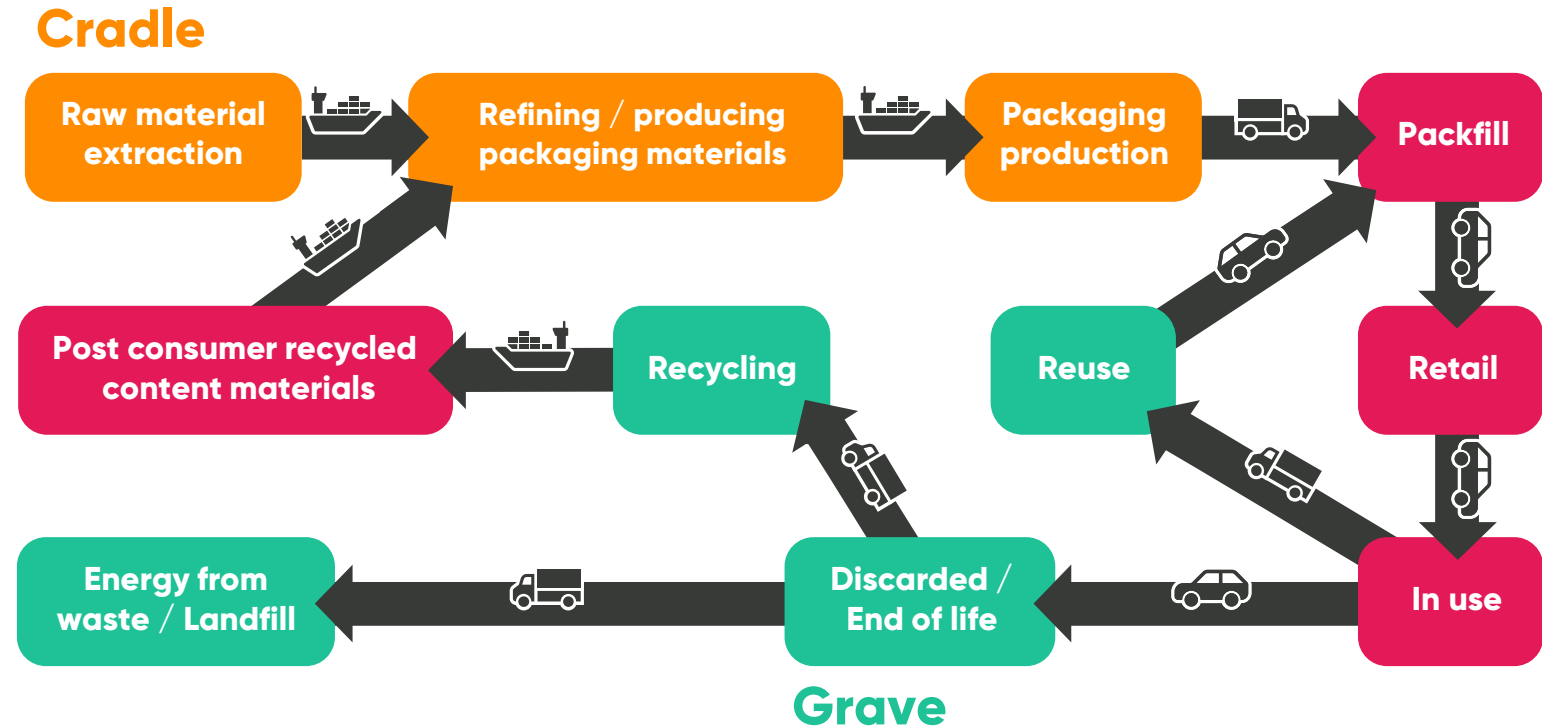 Cradle
Raw material
extraction
Refining / producing
packaging materials
Packaging
production
Packfill
Post consumer recycled
content materials
Recycling
Reuse
Retail
Energy from
waste / Landfill
Discarded /
End of life
In use
Grave